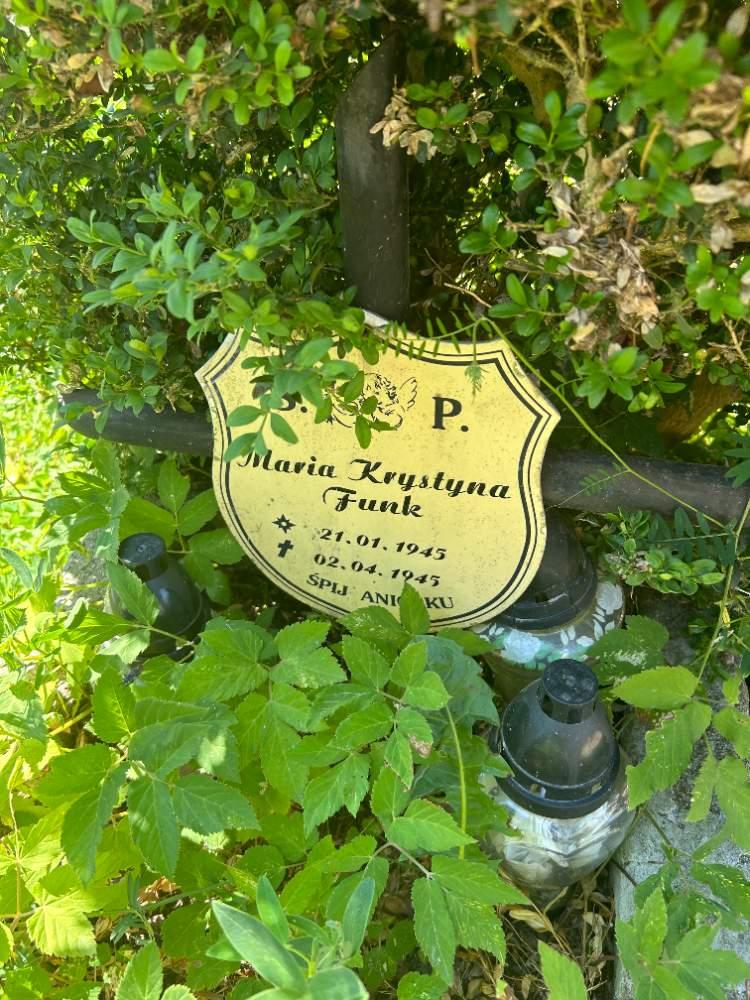 Ś. P.
Maria Krystyna
Funk
21.01.1945
02.04.1945
ŚPIJ